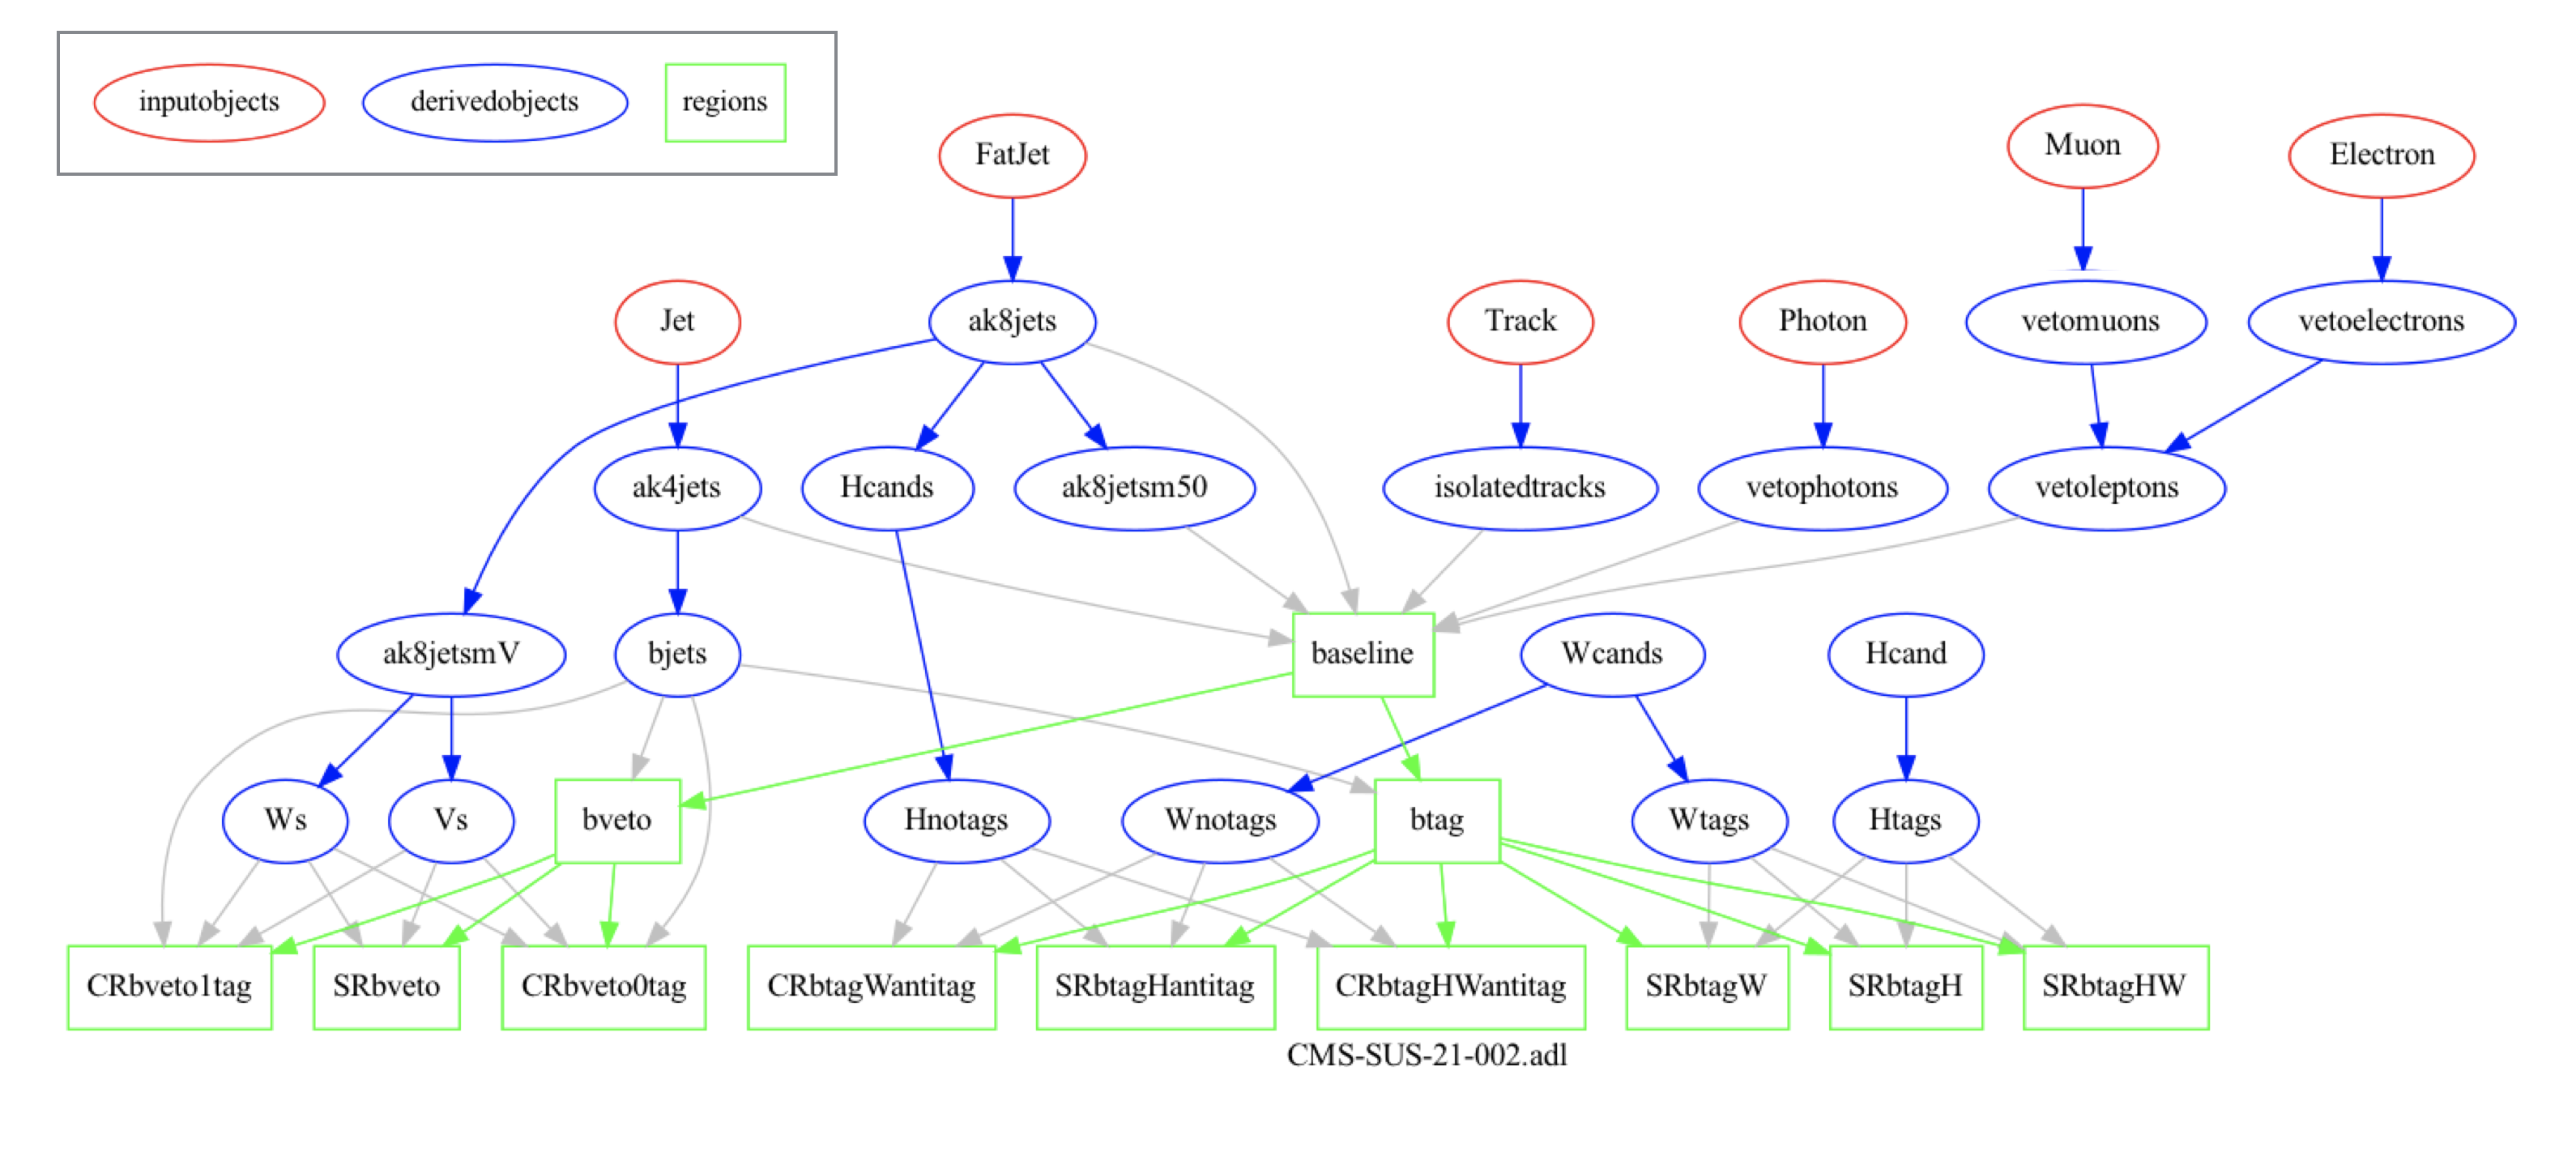 inputobjects derivedobjects regions
FatJet Muon Electron
Jet ak8jets Track Photon vetomuons vetoelectrons
ak4jets Hcands ak8jetsm50 isolatedtracks vetophotons vetoleptons
ak8jetsmV bjets baseline Wcands Hcand
Ws Vs bveto Hnotags Wnotags btag Wtags Htags
CRbveto1tag SRbveto CRbveto0tag CRbtagWantitag SRbtagHantitag CRbtagHWantitag SRbtagW SRbtagH SRbtagHW
CMS-SUS-21-002.adl